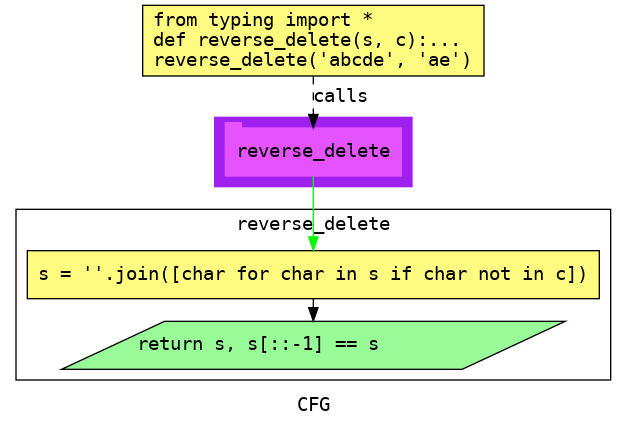 from typing import *
def reverse_delete(s, c):...
reverse_delete('abcde', 'ae')
calls
reverse_delete
reverse_delete
s = ''.join([char for char in s if char not in c])
return s, s[::-1] == s
CFG